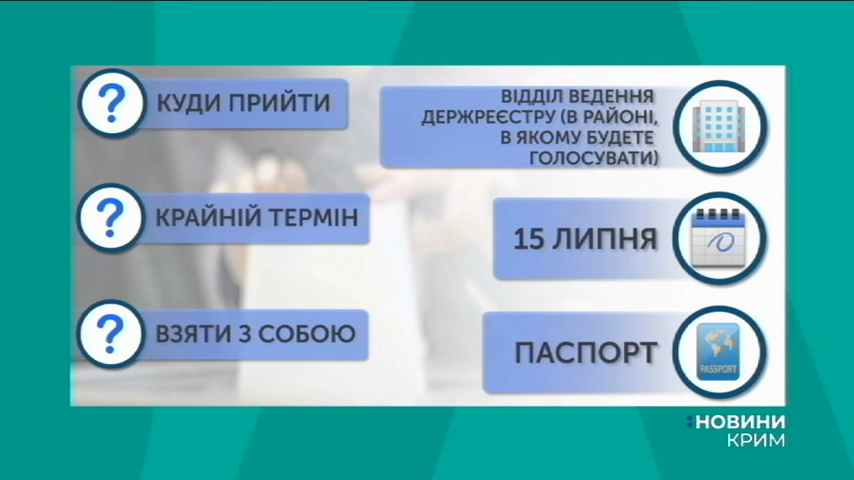 КУДИ ПРИЙТИ
ВІДДІЛ ВЕДЕННЯ
ДЕРЖРЕЄСТРУ (В РАЙОНІ,
В ЯКОМУ БУДЕТЕ
ГОЛОСУВАТИ)
КРАЙНІЙ ТЕРМІН
15 ЛИПНЯ
ВЗЯТИ З СОБОЮ
ПАСПОРТ
PASSPORT
:НОВИНИ
КРИМ